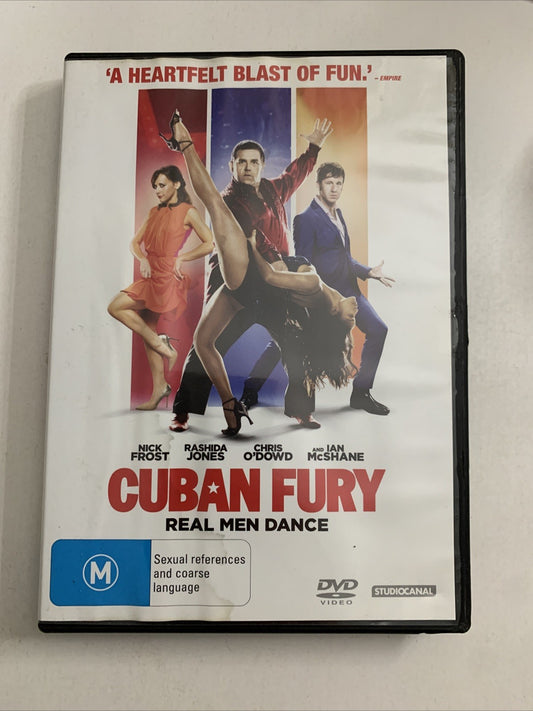 ‘A HEARTFELT BLAST OF FUN.’ – EMPIRE
NICK FROST
RASHIDA JONES
CHRIS O’DOWD
AND IAN McSHANE
CUBAN FURY
REAL MEN DANCE
M
Sexual references
and coarse
language
DVD
VIDEO
STUDIOCANAL